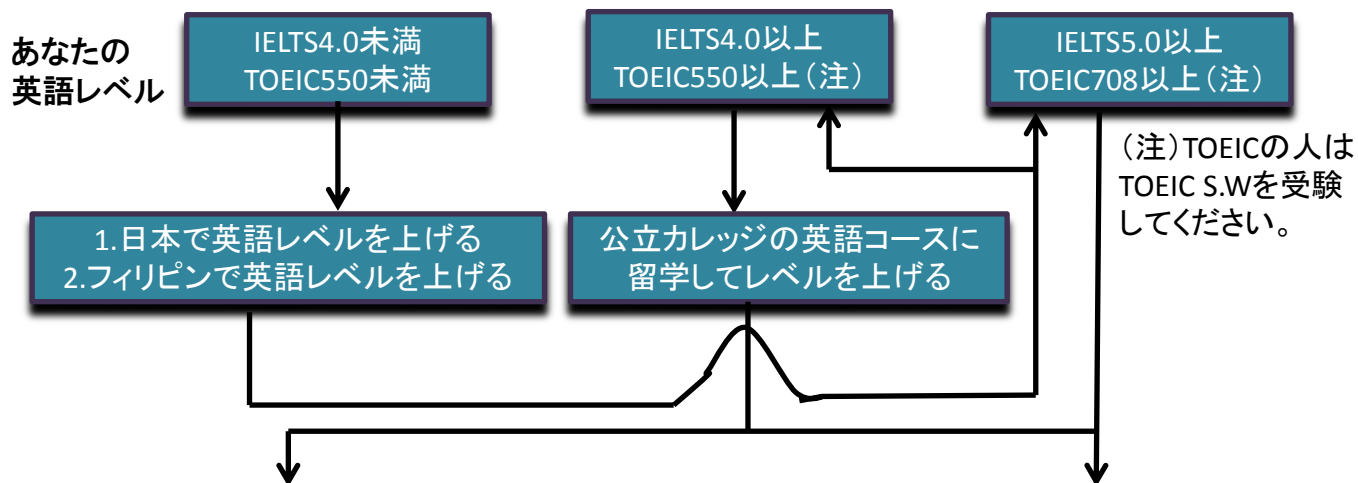 あなたの
英語レベル
IELTS4.0未満
TOEIC550未満
IELTS4.0以上
TOEIC550以上(注)
IELTS5.0以上
TOEIC708以上(注)
(注)TOEICの人は
TOEIC S.Wを受験
してください。
1.日本で英語レベルを上げる
2.フィリピンで英語レベルを上げる
公立カレッジの英語コースに
留学してレベルを上げる